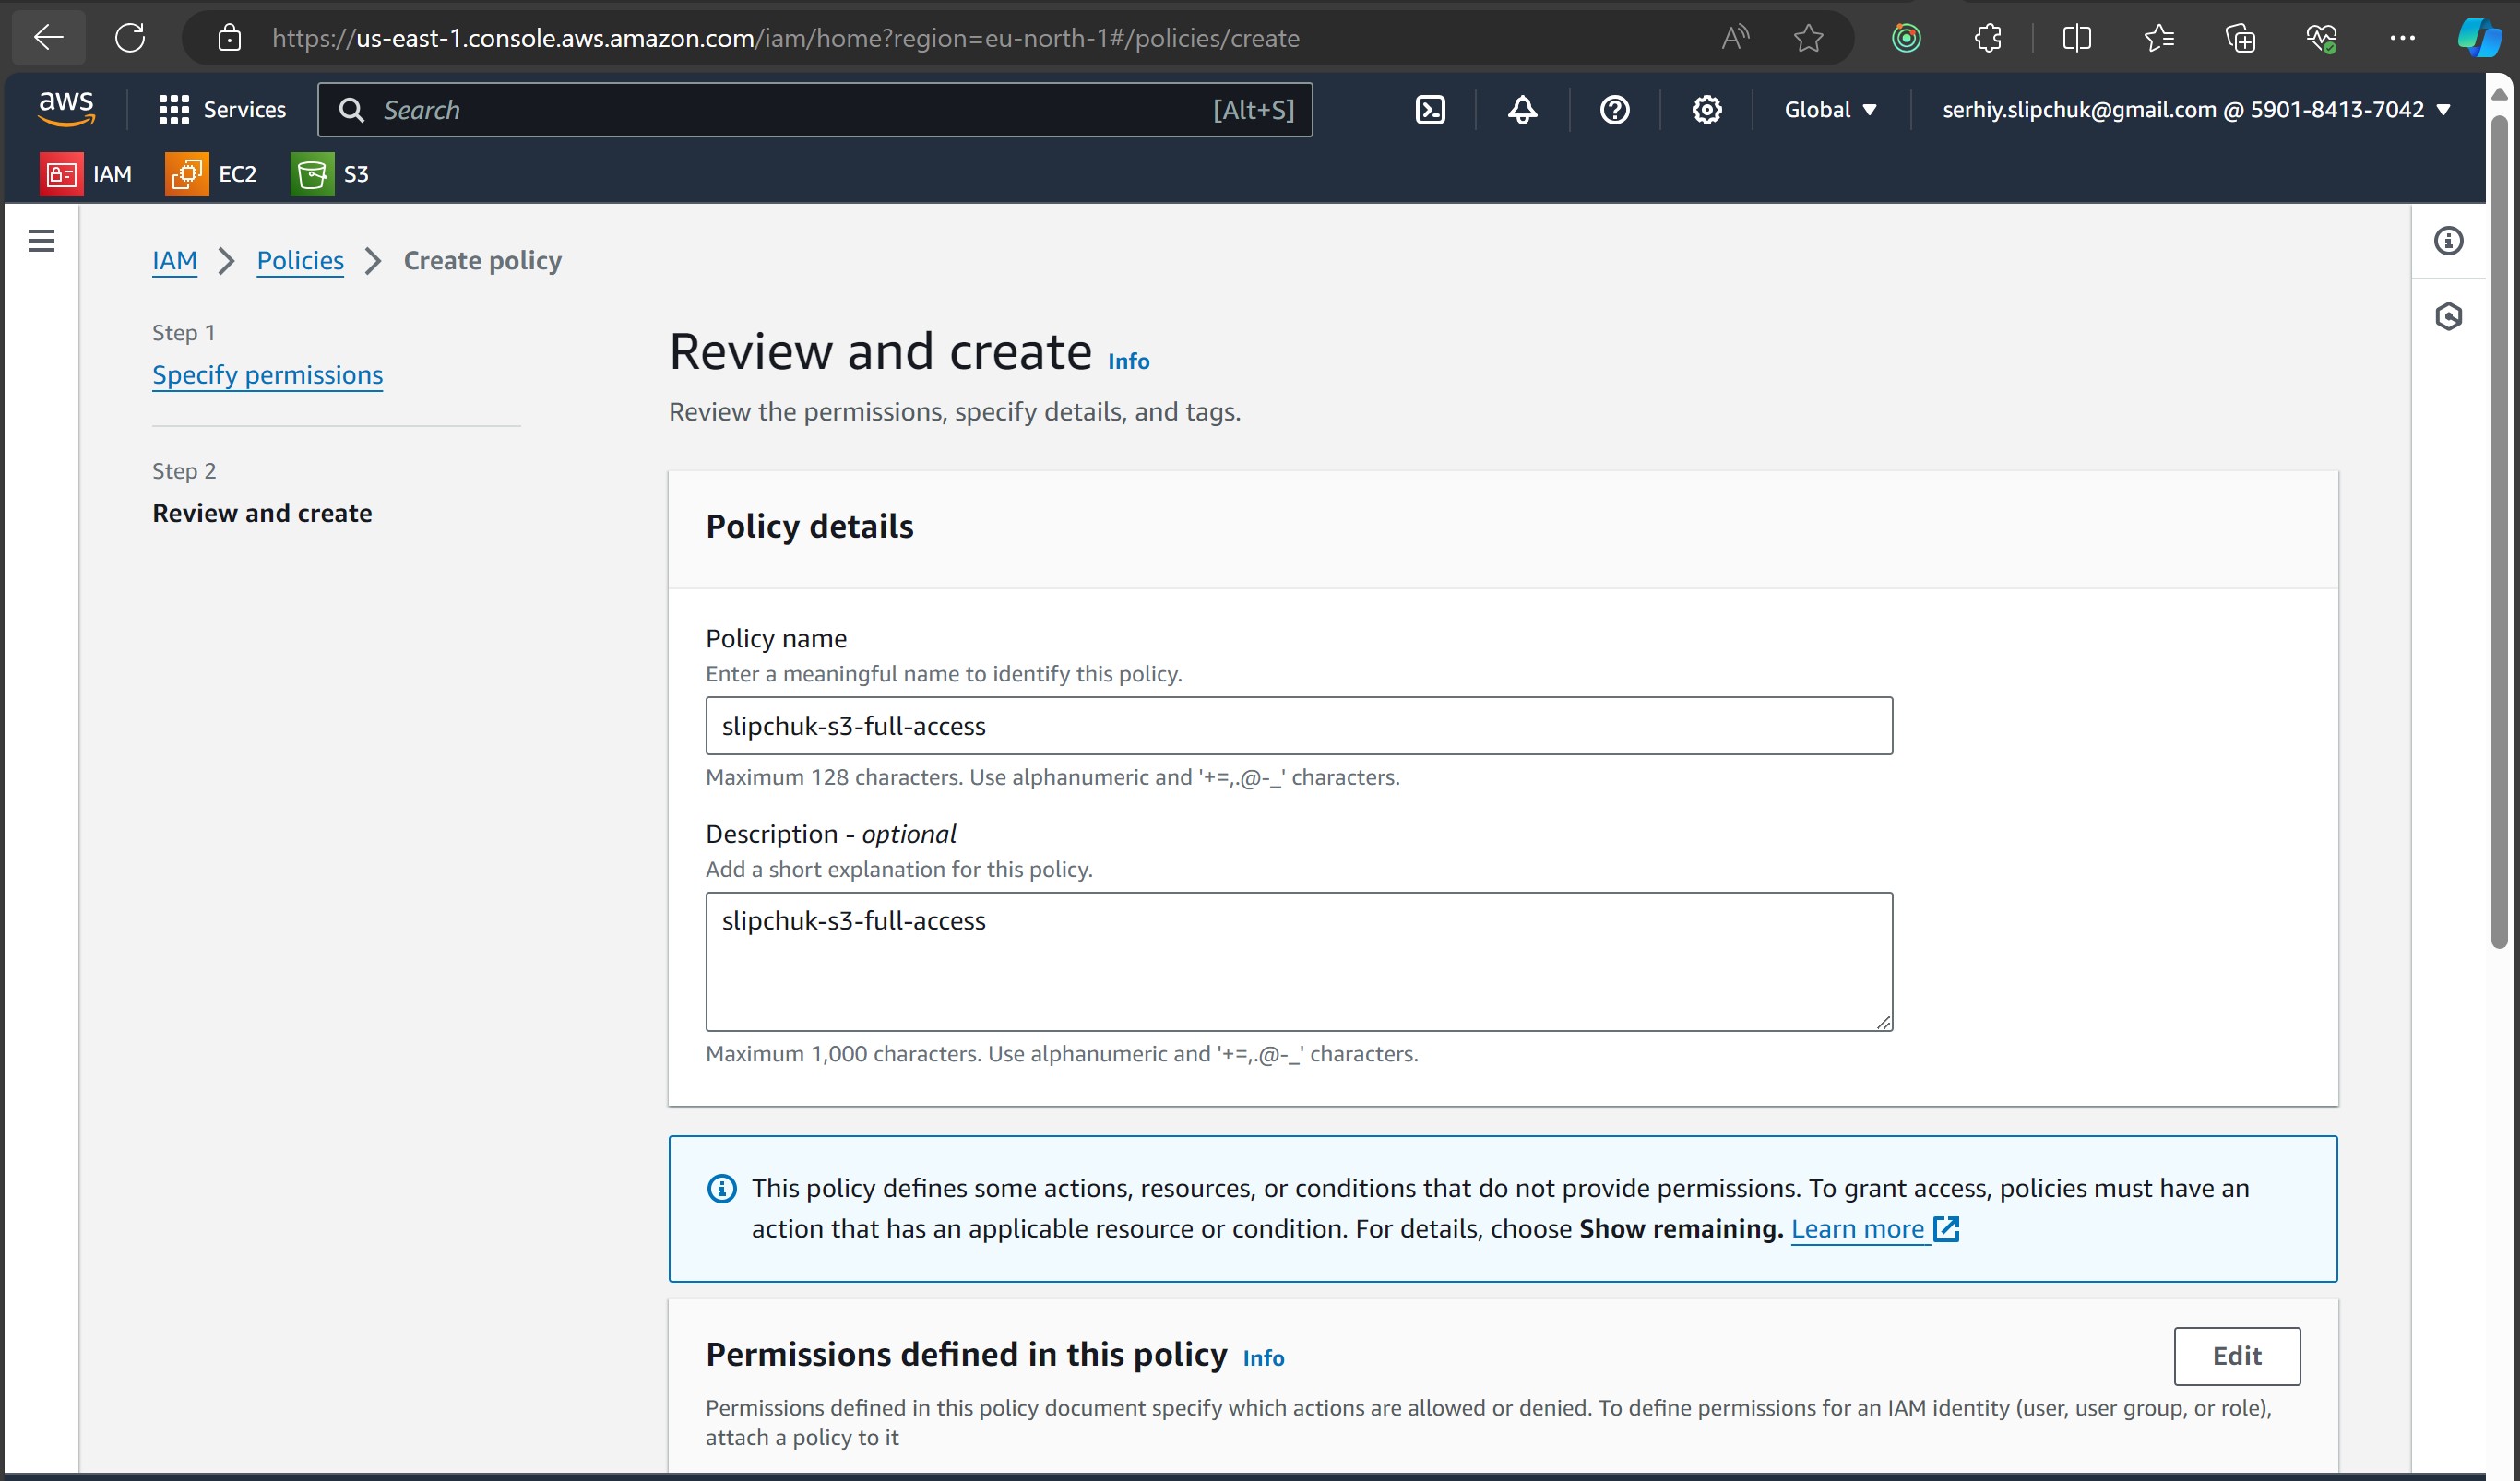 https://us-east-1.console.aws.amazon.com/iam/home?region=eu-north-1#/policies/create
aws
Services
Search
[Alt+S]
Global
serhiy.slipchuk@gmail.com @ 5901-8413-7042
IAM
EC2
S3
IAM
Policies
Create policy
Step 1
Specify permissions
Step 2
Review and create
Review and create Info
Review the permissions, specify details, and tags.
Policy details
Policy name
Enter a meaningful name to identify this policy.
slipchuk-s3-full-access
Maximum 128 characters. Use alphanumeric and '+=,.@-_' characters.
Description - optional
Add a short explanation for this policy.
slipchuk-s3-full-access
Maximum 1,000 characters. Use alphanumeric and '+=,.@-_' characters.
This policy defines some actions, resources, or conditions that do not provide permissions. To grant access, policies must have an
action that has an applicable resource or condition. For details, choose Show remaining. Learn more
Permissions defined in this policy Info
Edit
Permissions defined in this policy document specify which actions are allowed or denied. To define permissions for an IAM identity (user, user group, or role),
attach a policy to it